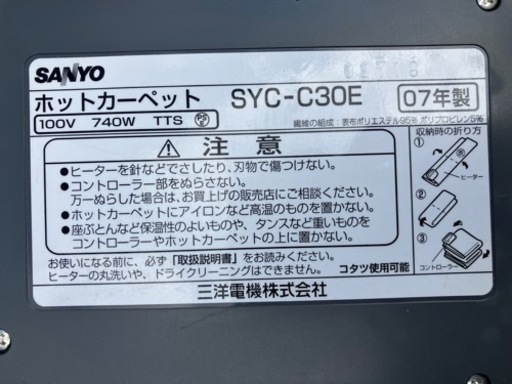 SANYO
ホットカーペット SYC-C30E 07年製
100V 740W TTS PSE 繊維の組成：表布ポリエステル95% ポリプロピレン5%
注意
●ヒーターを針などでさしたり、刃物で傷つけない。
●コントローラー部をぬらさない。
万一ぬらした場合は、お買上げの販売店にご相談ください。
●ホットカーペットにアイロンなど高温のものを置かない。
●座ぶとんなど保温性のよいものや、タンスなど重いものを
コントローラーやホットカーペットの上に置かない。
お使いになる前に、必ず「取扱説明書」をお読みください。
ヒーターの丸洗いや、ドライクリーニングはできません。
コタツ使用可能
三洋電機株式会社
収納時の折り方
①
ヒーター
②
③
コントローラー